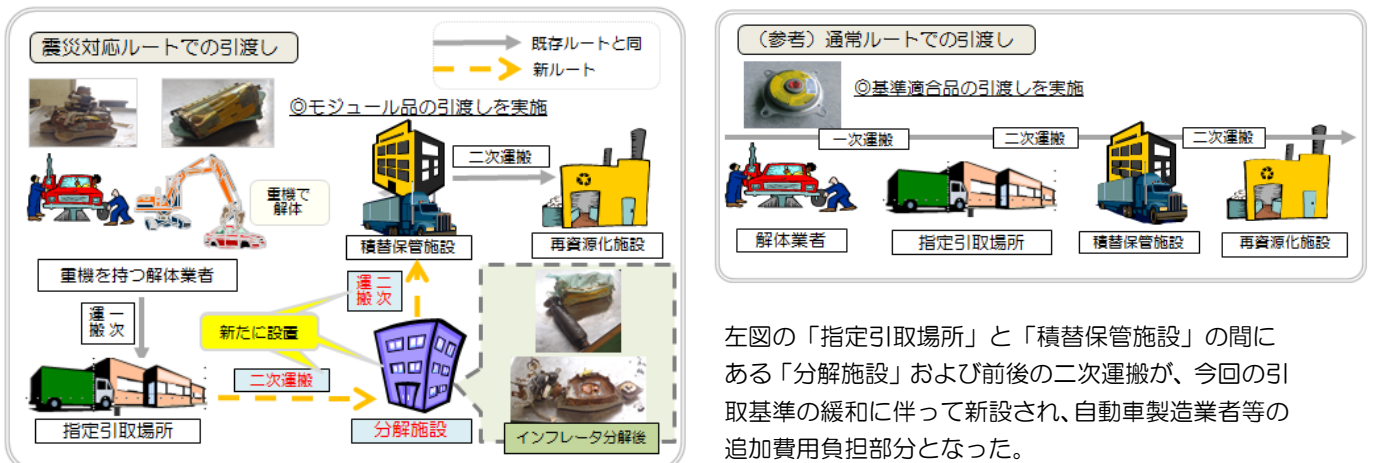 震災対応ルートでの引渡し
既存ルートと同
新ルート
◎モジュール品の引渡しを実施
重機で
解体
二次運搬
積替保管施設
再資源化施設
重機を持つ解体業者
一次
運搬
二次
運搬
新たに設置
二次運搬
指定引取場所
分解施設
インフレータ分解後
（参考）通常ルートでの引渡し
◎基準適合品の引渡しを実施
一次運搬
二次運搬
二次運搬
解体業者
指定引取場所
積替保管施設
再資源化施設
左図の「指定引取場所」と「積替保管施設」の間に
ある「分解施設」および前後の二次運搬が、今回の引
取基準の緩和に伴って新設され、自動車製造業者等の
追加費用負担部分となった。